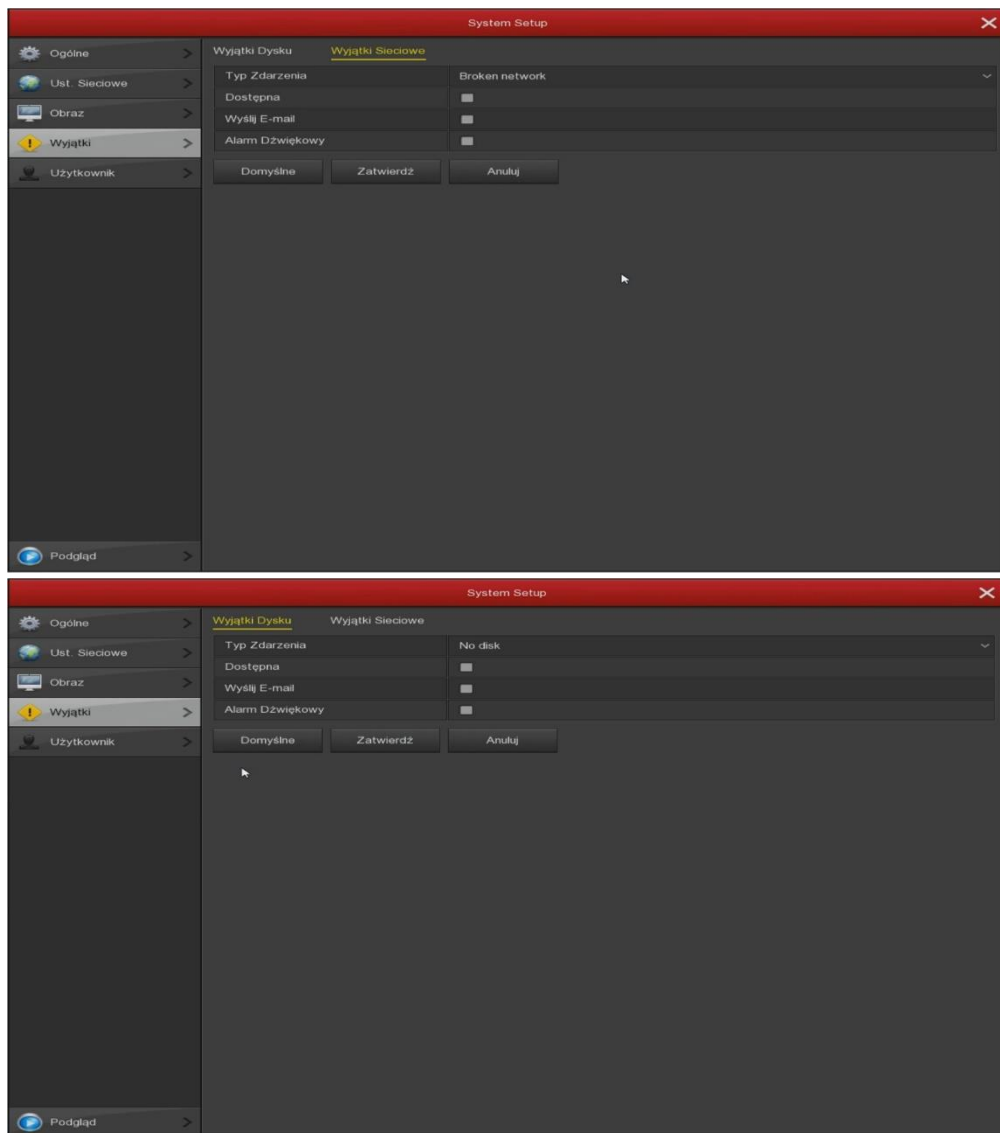 System Setup
Ogólne
Ust. Sieciowe
Obraz
Wyjątki
Użytkownik
Podgląd
Wyjątki Dysku Wyjątki Sieciowe
Typ Zdarzenia Broken network
Dostępna
Wyślij E-mail
Alarm Dźwiękowy
Domyślne Zatwierdź Anuluj
System Setup
Ogólne
Ust. Sieciowe
Obraz
Wyjątki
Użytkownik
Podgląd
Wyjątki Dysku Wyjątki Sieciowe
Typ Zdarzenia No disk
Dostępna
Wyślij E-mail
Alarm Dźwiękowy
Domyślne Zatwierdź Anuluj